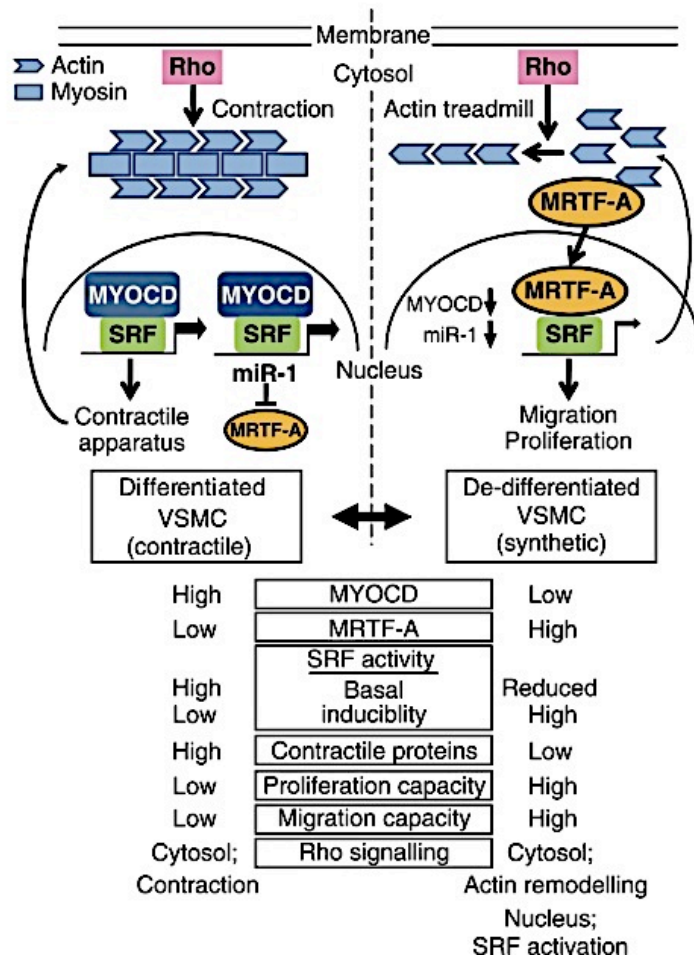 Membrane
Actin
Myosin
Rho
Cytosol
Rho
Contraction
Actin treadmill
MRTF-A
MYOCD
SRF
MYOCD
SRF
miR-1
MRTF-A
Contractile
apparatus
Nucleus
MYOCD
miR-1
MRTF-A
SRF
Migration
Proliferation
Differentiated
VSMC
(contractile)
De-differentiated
VSMC
(synthetic)
High MYOCD Low
Low MRTF-A High
SRF activity
High Basal Reduced
Low induciblity High
High Contractile proteins Low
Low Proliferation capacity High
Low Migration capacity High
Cytosol; Rho signalling Cytosol;
Contraction Actin remodelling
Nucleus;
SRF activation